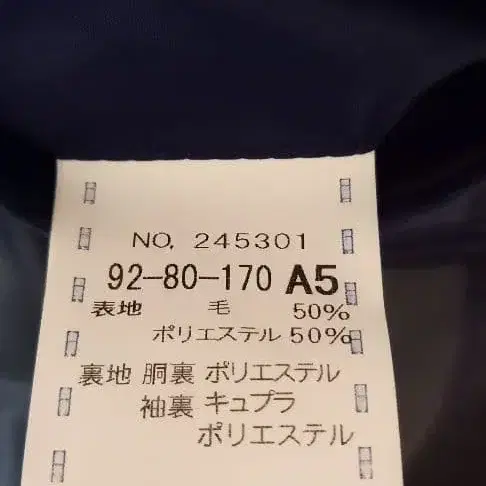 NO. 245301
92-80-170 A5
表地 毛 50%
ポリエステル 50%
裏地 胴裏 ポリエステル
袖裏 キュプラ
ポリエステル